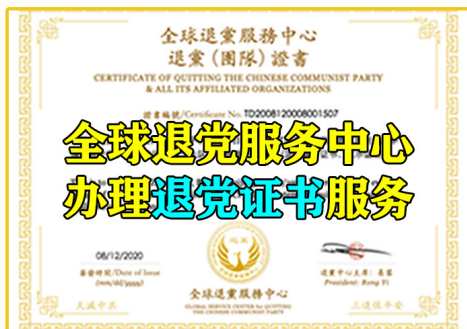 全球退黨服務中心
退黨(團隊)證書
CERTIFICATE OF QUITTING THE CHINESE COMMUNIST PARTY
& ALL ITS AFFILIATED ORGANIZATIONS
證書編號/Certificate No. TD2008120008001507
全球退党服务中心
办理退党证书服务
08/12/2020
簽發時間/Date of Issue
(mm/dd/yyyy)
退黨中心主席:易蓉
President: Rong Yi
全球退黨服務中心
GLOBAL SERVICE CENTER for QUITTING
THE CHINESE COMMUNIST PARTY
天滅中共
三退保平安